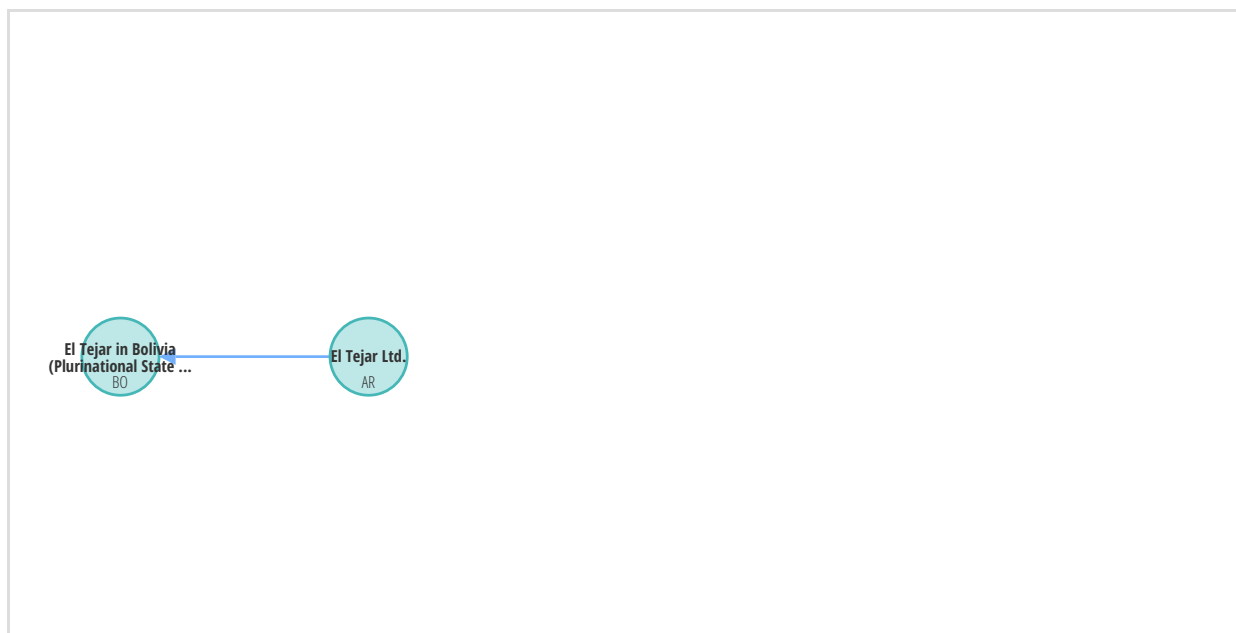 El Tejar in Bolivia
(Plurinational State ...
BO
El Tejar Ltd.
AR